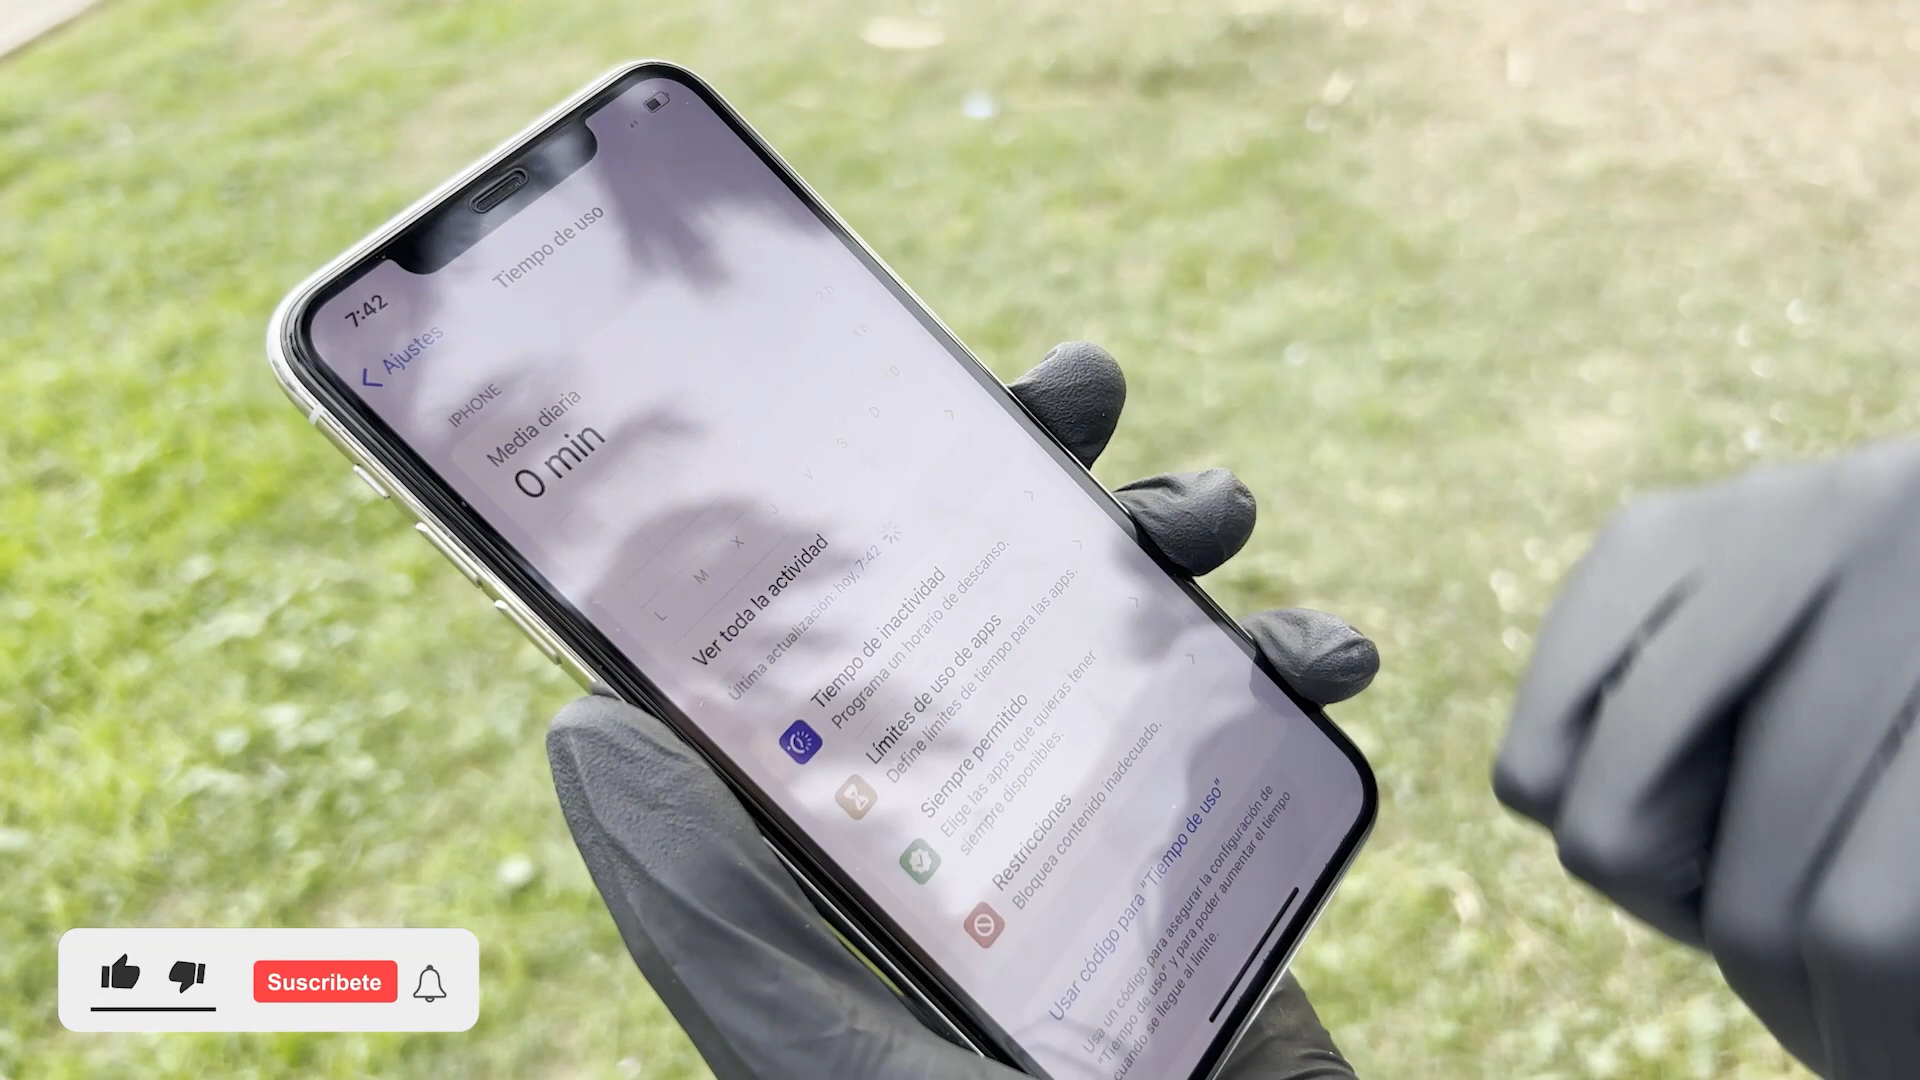 7:42
Ajustes
Tiempo de uso
IPHONE
Media diaria
0 min
2 h
1 h
0
L M X J V S D
Ver toda la actividad
Última actualización: hoy, 7:42
Tiempo de inactividad
Programa un horario de descanso.
Límites de uso de apps
Define límites de tiempo para las apps.
Siempre permitido
Elige las apps que quieras tener
siempre disponibles.
Restricciones
Bloquea contenido inadecuado.
Usar código para "Tiempo de uso"
Usa un código para asegurar la configuración de
"Tiempo de uso" y para poder aumentar el tiempo
cuando se llegue al límite.
Suscribete